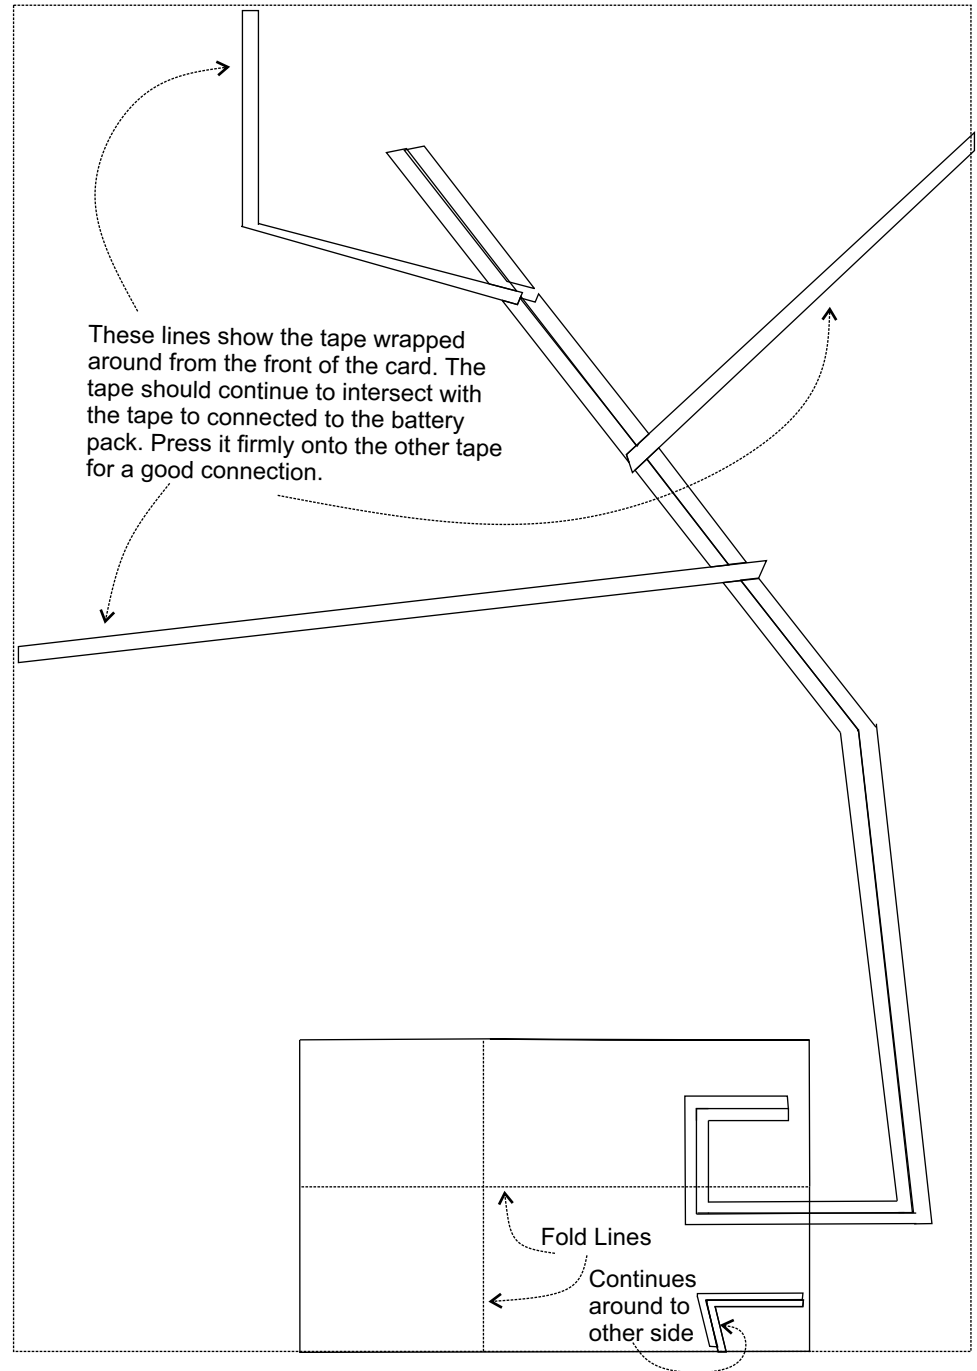 These lines show the tape wrapped
around from the front of the card. The
tape should continue to intersect with
the tape to connected to the battery
pack. Press it firmly onto the other tape
for a good connection.
Fold Lines
Continues
around to
other side